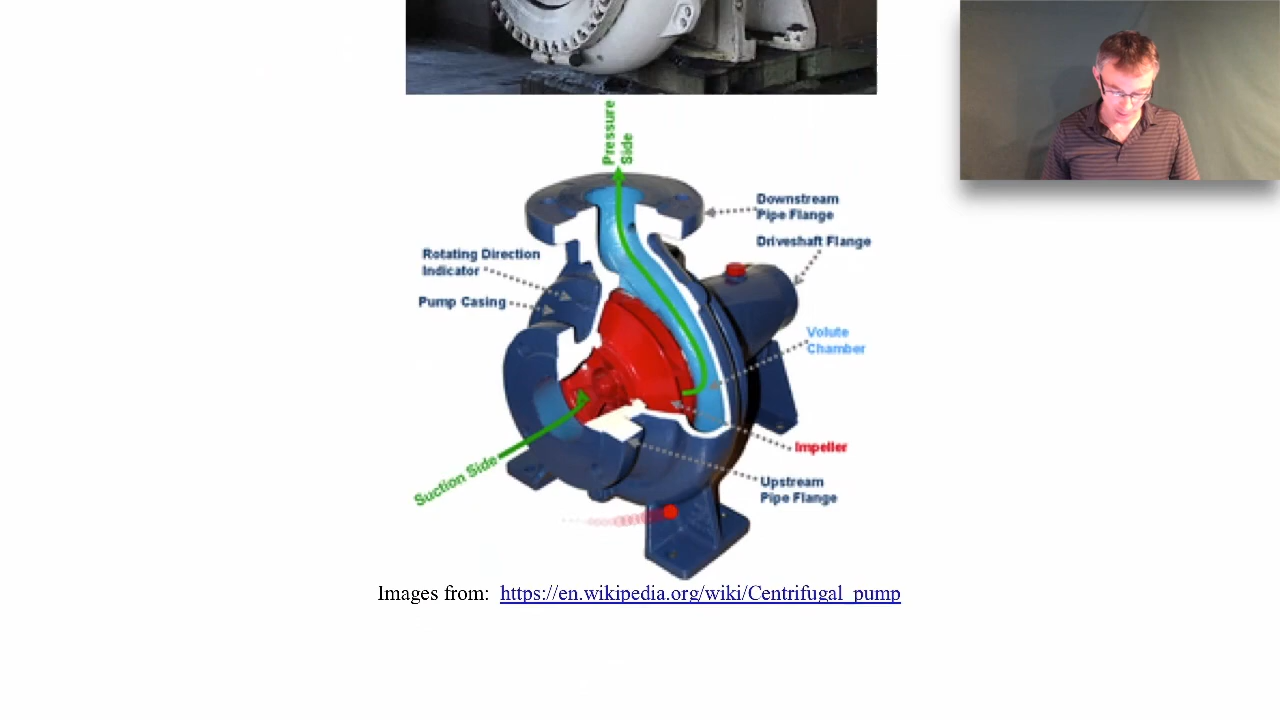 Pressure
Side
Downstream
Pipe Flange
Driveshaft Flange
Rotating Direction
Indicator
Pump Casing
Volute
Chamber
Impeller
Suction Side
Upstream
Pipe Flange
Images from: https://en.wikipedia.org/wiki/Centrifugal_pump